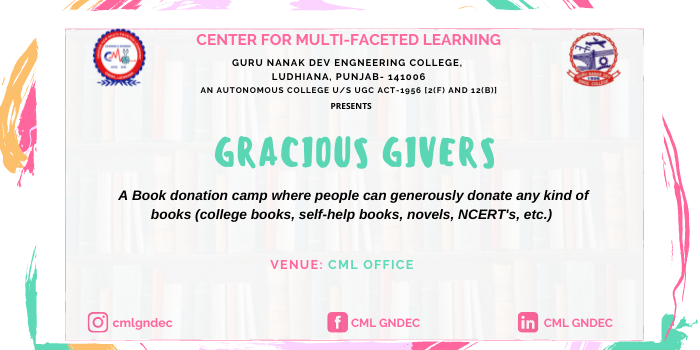 CENTER FOR MULTI-FACETED LEARNING
GURU NANAK DEV ENGNEERING COLLEGE,
LUDHIANA, PUNJAB- 141006
AN AUTONOMOUS COLLEGE U/S UGC ACT-1956 [2(F) AND 12(B)]
PRESENTS
GRACIOUS GIVERS
A Book donation camp where people can generously donate any kind of
books (college books, self-help books, novels, NCERT's, etc.)
VENUE: CML OFFICE
cmlgndec
CML GNDEC
CML GNDEC